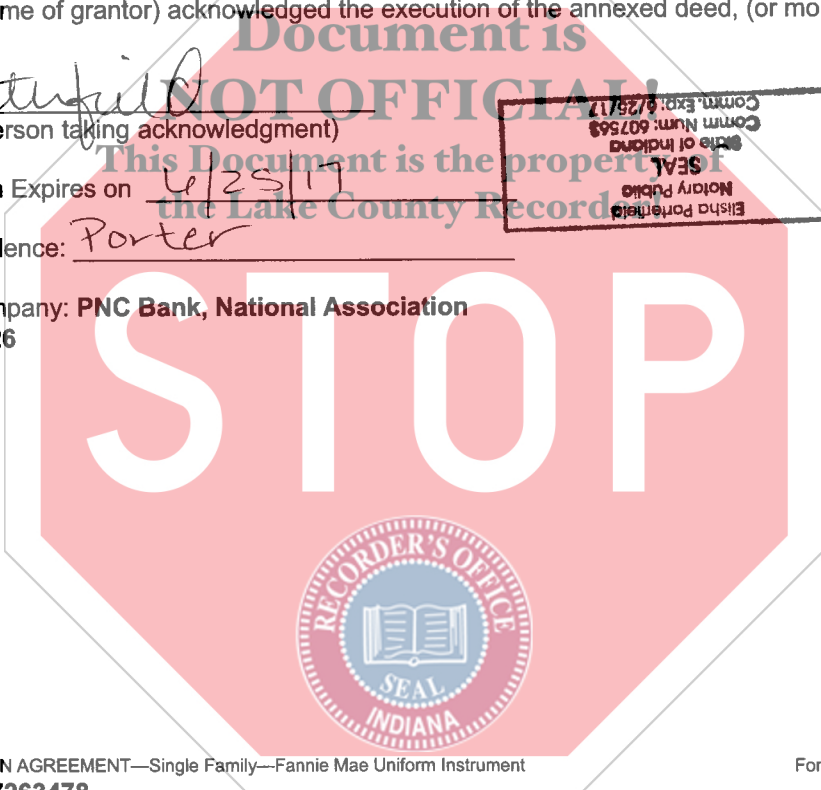 me of grantor) acknowledged the execution of the annexed deed, (or mo
Document is
NOT OFFICIAL!
erson taking acknowledgment)
This Document is the property of
the Lake County Recorder!
Expires on 6/25/17
Elisha Porterfield
Notary Public
SEAL
State of Indiana
Comm Num: 607563
Comm. Exp: 6/25/17
ence: Porter
pany: PNC Bank, National Association
6
STOP
RECORDER'S OFFICE
SEAL
INDIANA
N AGREEMENT—Single Family—Fannie Mae Uniform Instrument
For